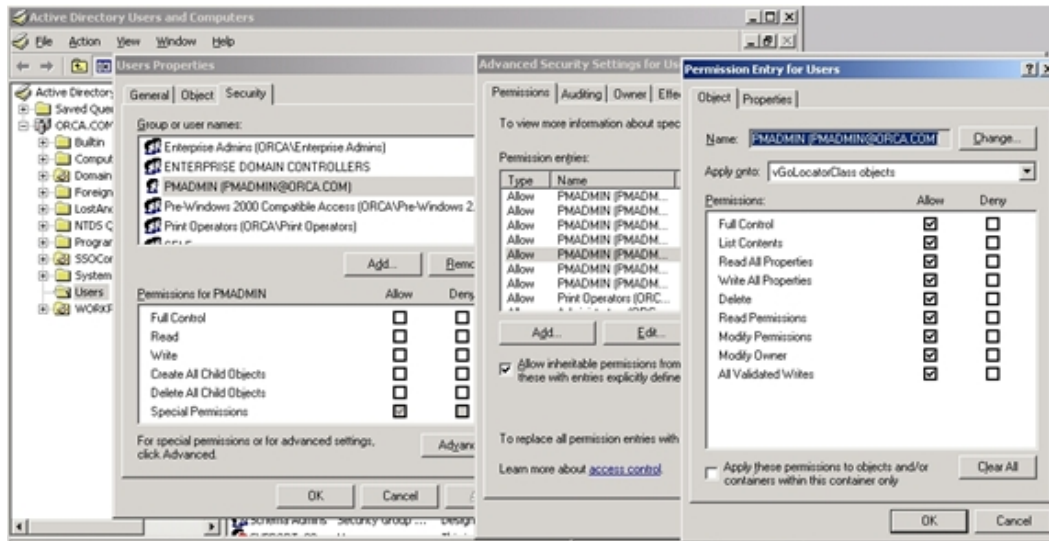 Active Directory Users and Computers
File Action View Window Help
Active Directory
Saved Quer
ORCA.COM
Builtin
Comput
Domain
Foreign
LostAnd
NTDS Q
Program
SSOCon
System
Users
Users Properties
General Object Security
Group or user names:
Enterprise Admins (ORCA\Enterprise Admins)
ENTERPRISE DOMAIN CONTROLLERS
PMADMIN (PMADMIN@ORCA.COM)
Pre-Windows 2000 Compatible Access (ORCA\Pre-Windows 2
Print Operators (ORCA\Print Operators)
SELF
Add... Remo
Permissions for PMADMIN Allow Deny
Full Control
Read
Write
Create All Child Objects
Delete All Child Objects
Special Permissions
For special permissions or for advanced settings,
click Advanced.
Advanc
OK Cancel
Schema Admins Security Group ... Design
Advanced Security Settings for Us
Permissions Auditing Owner Effe
To view more information about spec
Permission entries:
Type Name
Allow PMADMIN (PMADM...
Allow PMADMIN (PMADM...
Allow PMADMIN (PMADM...
Allow PMADMIN (PMADM...
Allow PMADMIN (PMADM...
Allow PMADMIN (PMADM...
Allow PMADMIN (PMADM...
Allow Print Operators (ORC...
Add... Edit...
Allow inheritable permissions from
these with entries explicitly define
To replace all permission entries with
Learn more about access control.
Permission Entry for Users
Object Properties
Name: PMADMIN (PMADMIN@ORCA.COM) Change...
Apply onto: vGoLocatorClass objects
Permissions: Allow Deny
Full Control
List Contents
Read All Properties
Write All Properties
Delete
Read Permissions
Modify Permissions
Modify Owner
All Validated Writes
Apply these permissions to objects and/or
containers within this container only
Clear All
OK Cancel